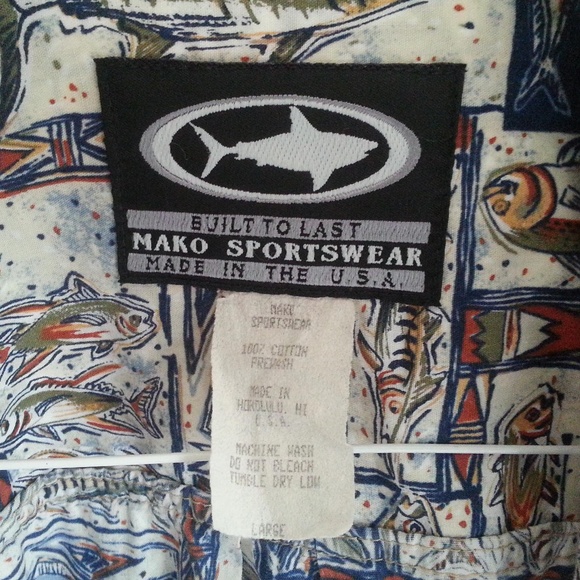 BUILT TO LAST
MAKO SPORTSWEAR
MADE IN THE U.S.A.
MAKO
SPORTSWEAR
100% COTTON
PREWASH
MADE IN
HONOLULU, HI
U.S.A.
MACHINE WASH
DO NOT BLEACH
TUMBLE DRY LOW
LARGE